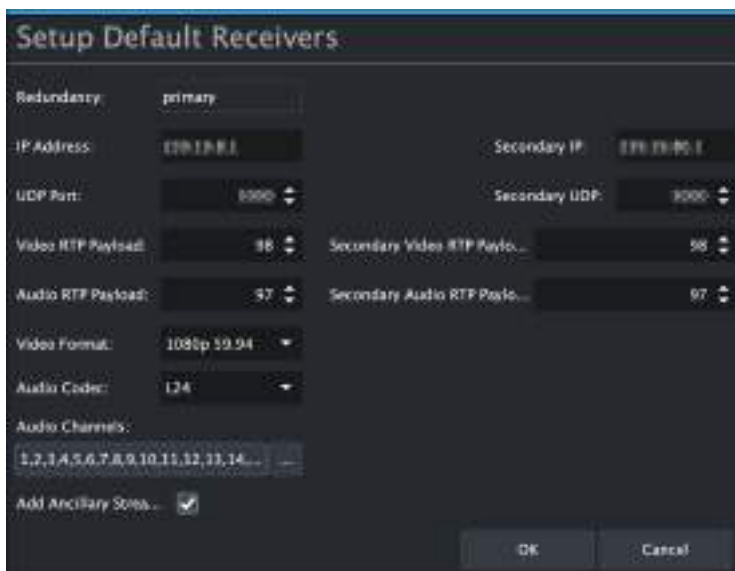 Setup Default Receivers
Redundancy: primary
IP Address: Secondary IP:
UDP Port: Secondary UDP:
Video RTP Payload: 98 Secondary Video RTP Paylo... 98
Audio RTP Payload: 97 Secondary Audio RTP Paylo... 97
Video Format: 1080p 59.94
Audio Codec: L24
Audio Channels:
1,2,3,4,5,6,7,8,9,10,11,12,13,14,... ...
Add Ancillary Strea...
OK Cancel